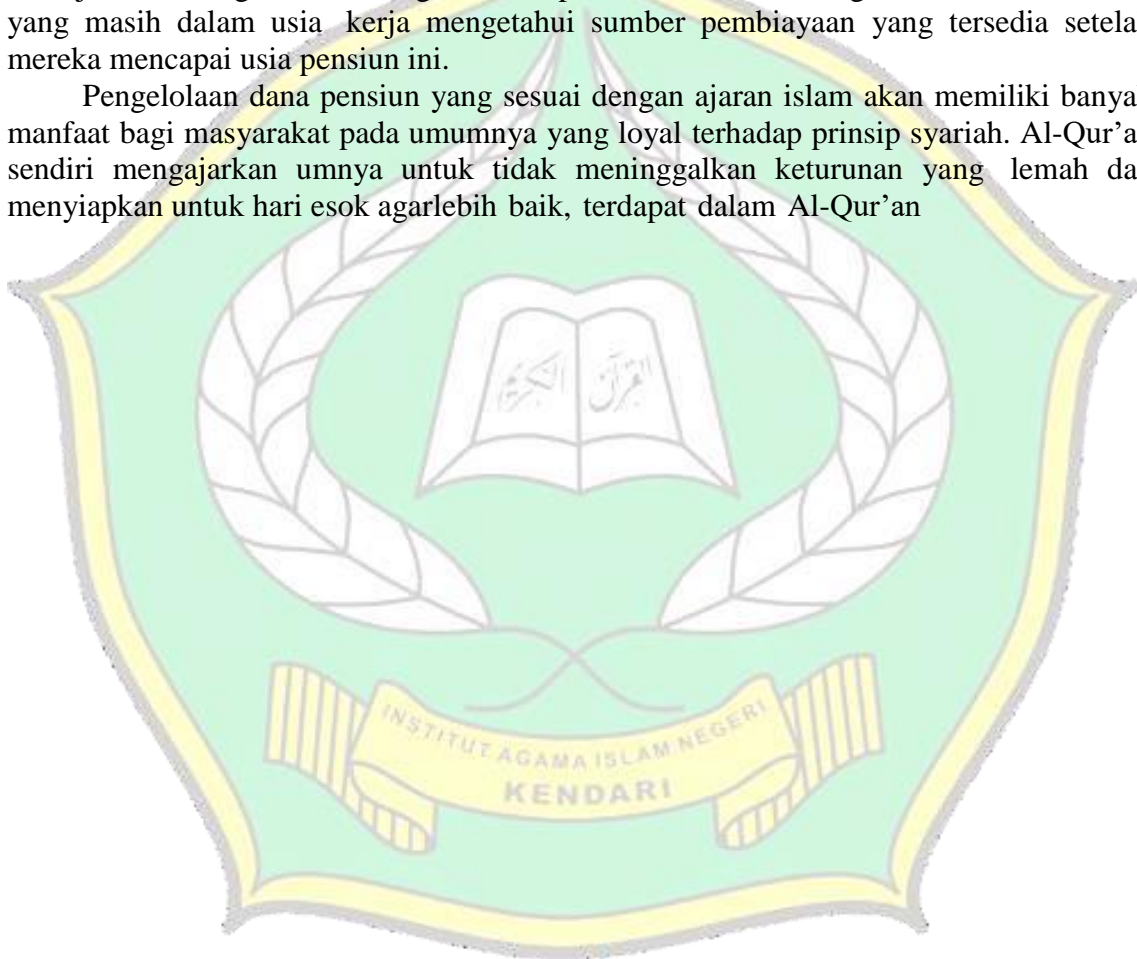 yang masih dalam usia kerja mengetahui sumber pembiayaan yang tersedia setela
mereka mencapai usia pensiun ini.
Pengelolaan dana pensiun yang sesuai dengan ajaran islam akan memiliki banya
manfaat bagi masyarakat pada umumnya yang loyal terhadap prinsip syariah. Al-Qur’a
sendiri mengajarkan umnya untuk tidak meninggalkan keturunan yang lemah da
menyiapkan untuk hari esok agarlebih baik, terdapat dalam Al-Qur’an
القرآن الكريم
INSTITUT AGAMA ISLAM NEGERI
KENDARI